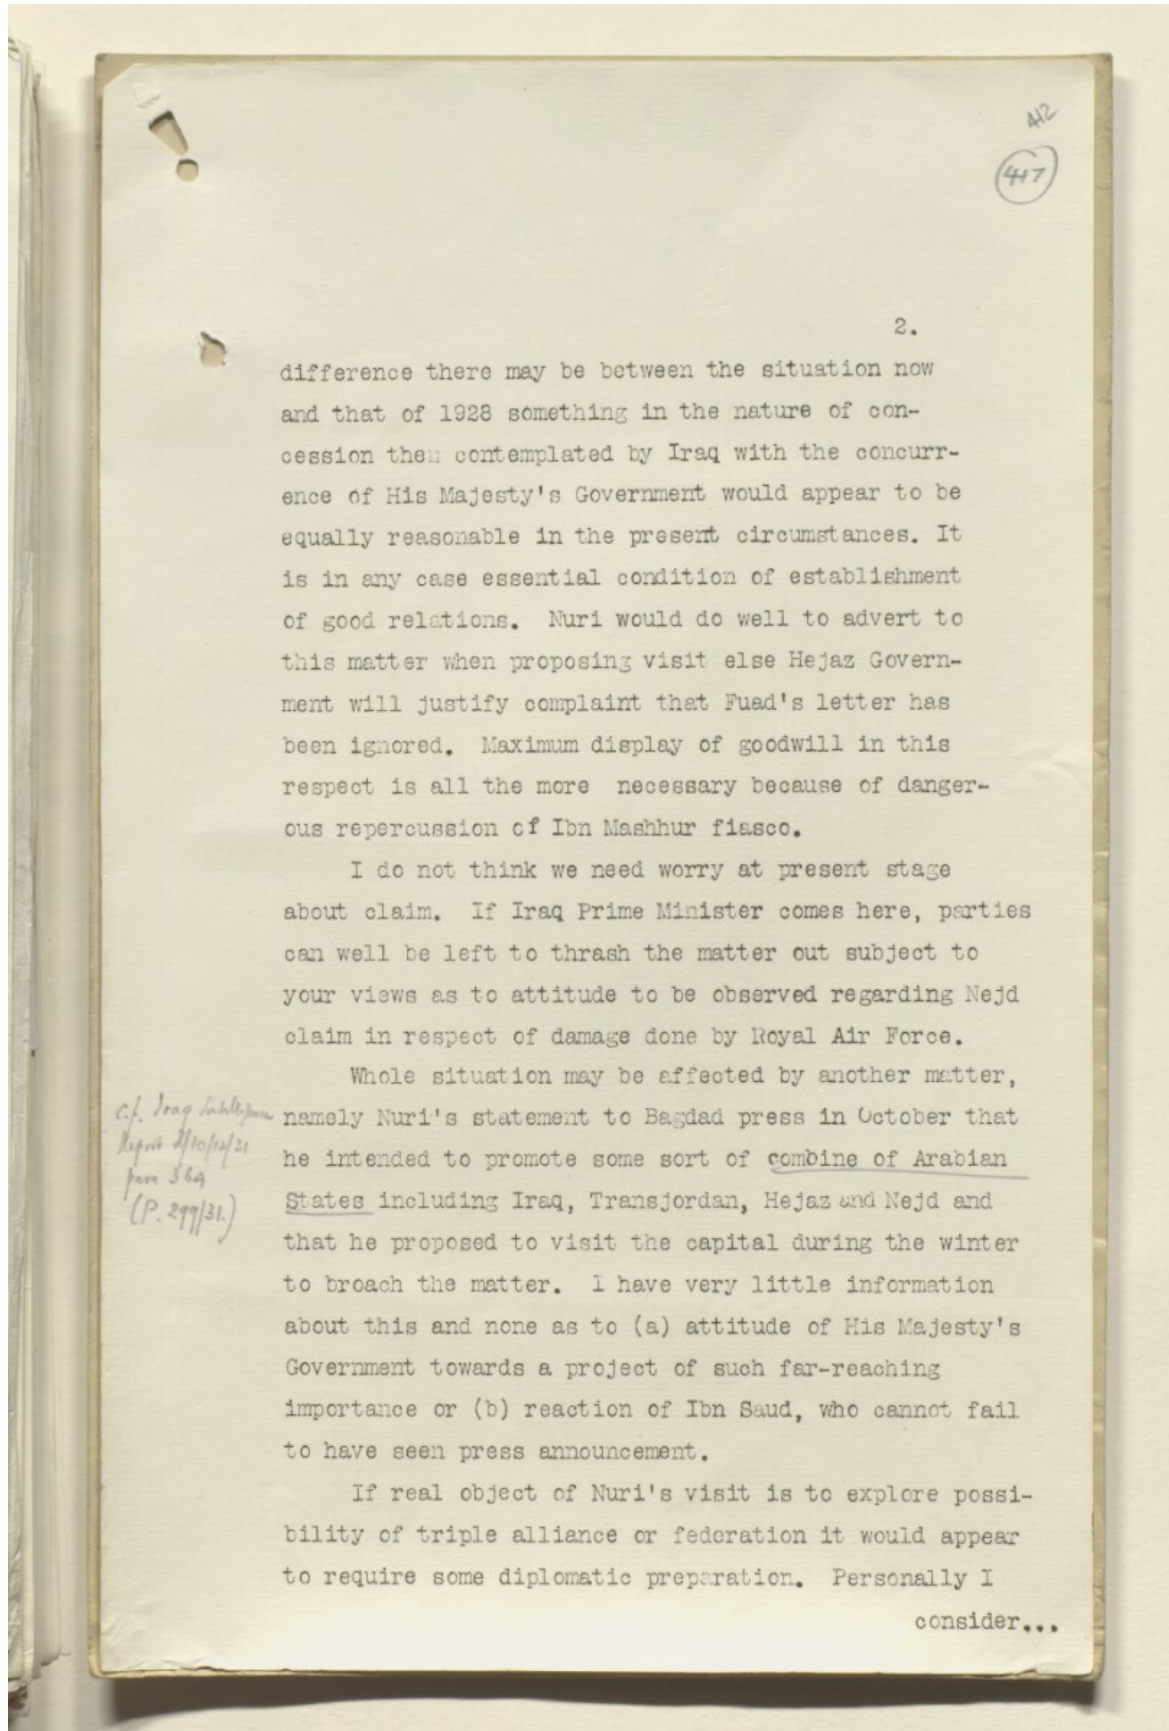 412
417
2.
difference there may be between the situation now
and that of 1928 something in the nature of con-
cession then contemplated by Iraq with the concurr-
ence of His Majesty's Government would appear to be
equally reasonable in the present circumstances. It
is in any case essential condition of establishment
of good relations. Nuri would do well to advert to
this matter when proposing visit else Hejaz Govern-
ment will justify complaint that Fuad's letter has
been ignored. Maximum display of goodwill in this
respect is all the more necessary because of danger-
ous repercussion of Ibn Mashhur fiasco.
I do not think we need worry at present stage
about claim. If Iraq Prime Minister comes here, parties
can well be left to thrash the matter out subject to
your views as to attitude to be observed regarding Nejd
claim in respect of damage done by Royal Air Force.
Whole situation may be affected by another matter,
namely Nuri's statement to Bagdad press in October that
he intended to promote some sort of combine of Arabian
States including Iraq, Transjordan, Hejaz and Nejd and
that he proposed to visit the capital during the winter
to broach the matter. I have very little information
about this and none as to (a) attitude of His Majesty's
Government towards a project of such far-reaching
importance or (b) reaction of Ibn Saud, who cannot fail
to have seen press announcement.
If real object of Nuri's visit is to explore possi-
bility of triple alliance or federation it would appear
to require some diplomatic preparation. Personally I
consider...
c.f. Iraq Intelligence
Report
para 364
(P. 299/31.)